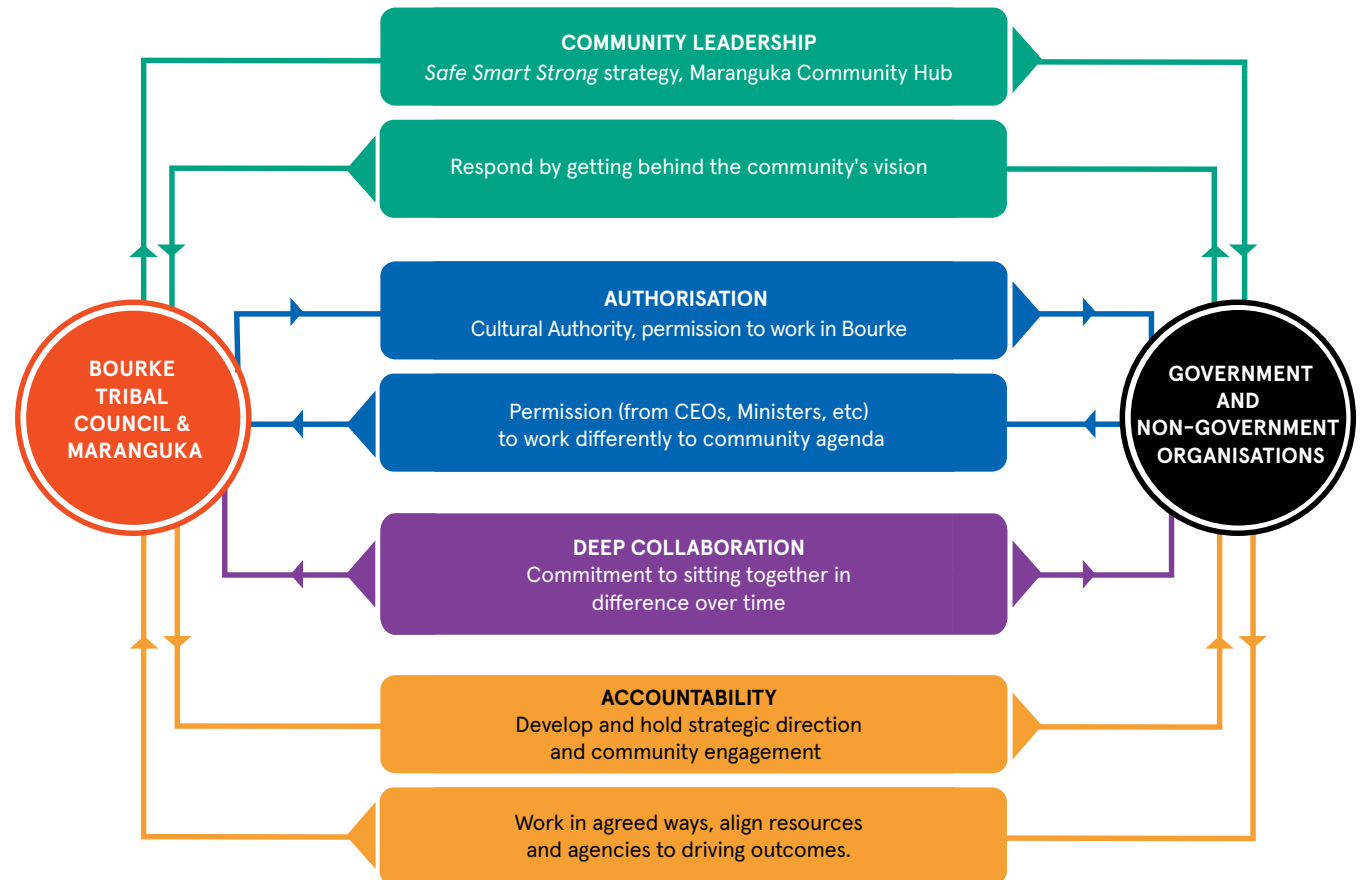 COMMUNITY LEADERSHIP
Safe Smart Strong strategy, Maranguka Community Hub
Respond by getting behind the community's vision
AUTHORISATION
Cultural Authority, permission to work in Bourke
BOURKE
TRIBAL
COUNCIL &
MARANGUKA
GOVERNMENT
AND
NON-GOVERNMENT
ORGANISATIONS
Permission (from CEOs, Ministers, etc)
to work differently to community agenda
DEEP COLLABORATION
Commitment to sitting together in
difference over time
ACCOUNTABILITY
Develop and hold strategic direction
and community engagement
Work in agreed ways, align resources
and agencies to driving outcomes.